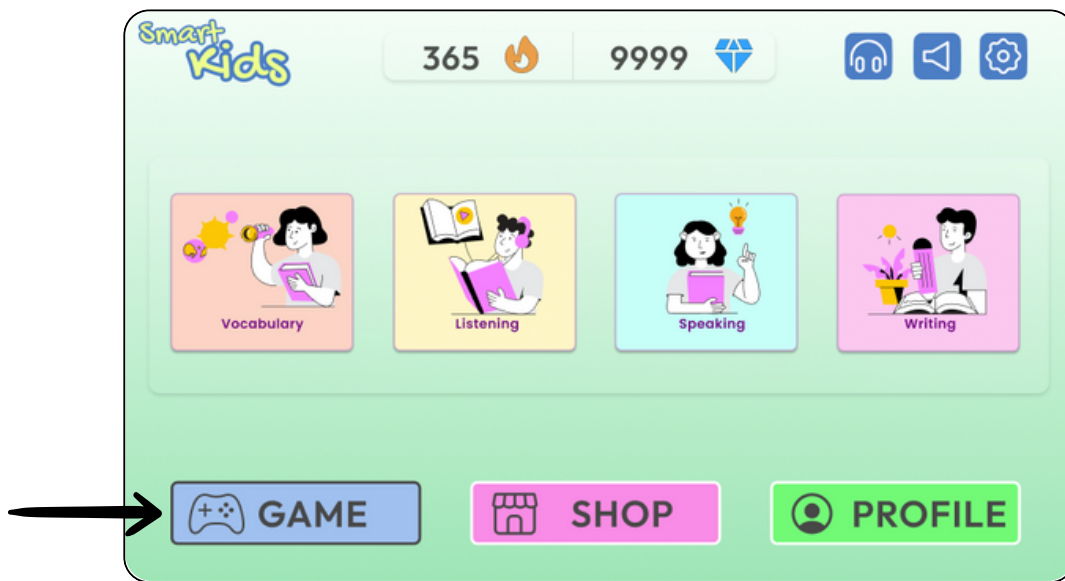 Smart
Kids
365
9999
Vocabulary
Listening
Speaking
Writing
GAME
SHOP
PROFILE